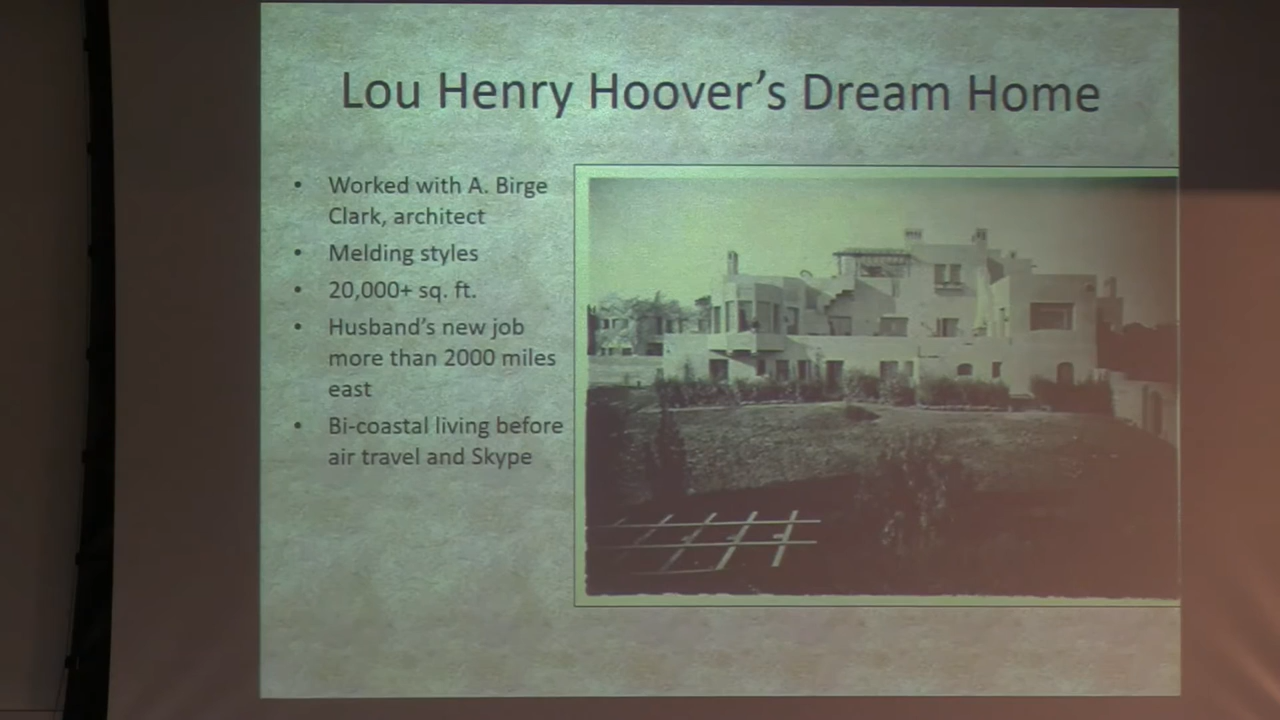 Lou Henry Hoover’s Dream Home
• Worked with A. Birge
Clark, architect
• Melding styles
• 20,000+ sq. ft.
• Husband’s new job
more than 2000 miles
east
• Bi-coastal living before
air travel and Skype